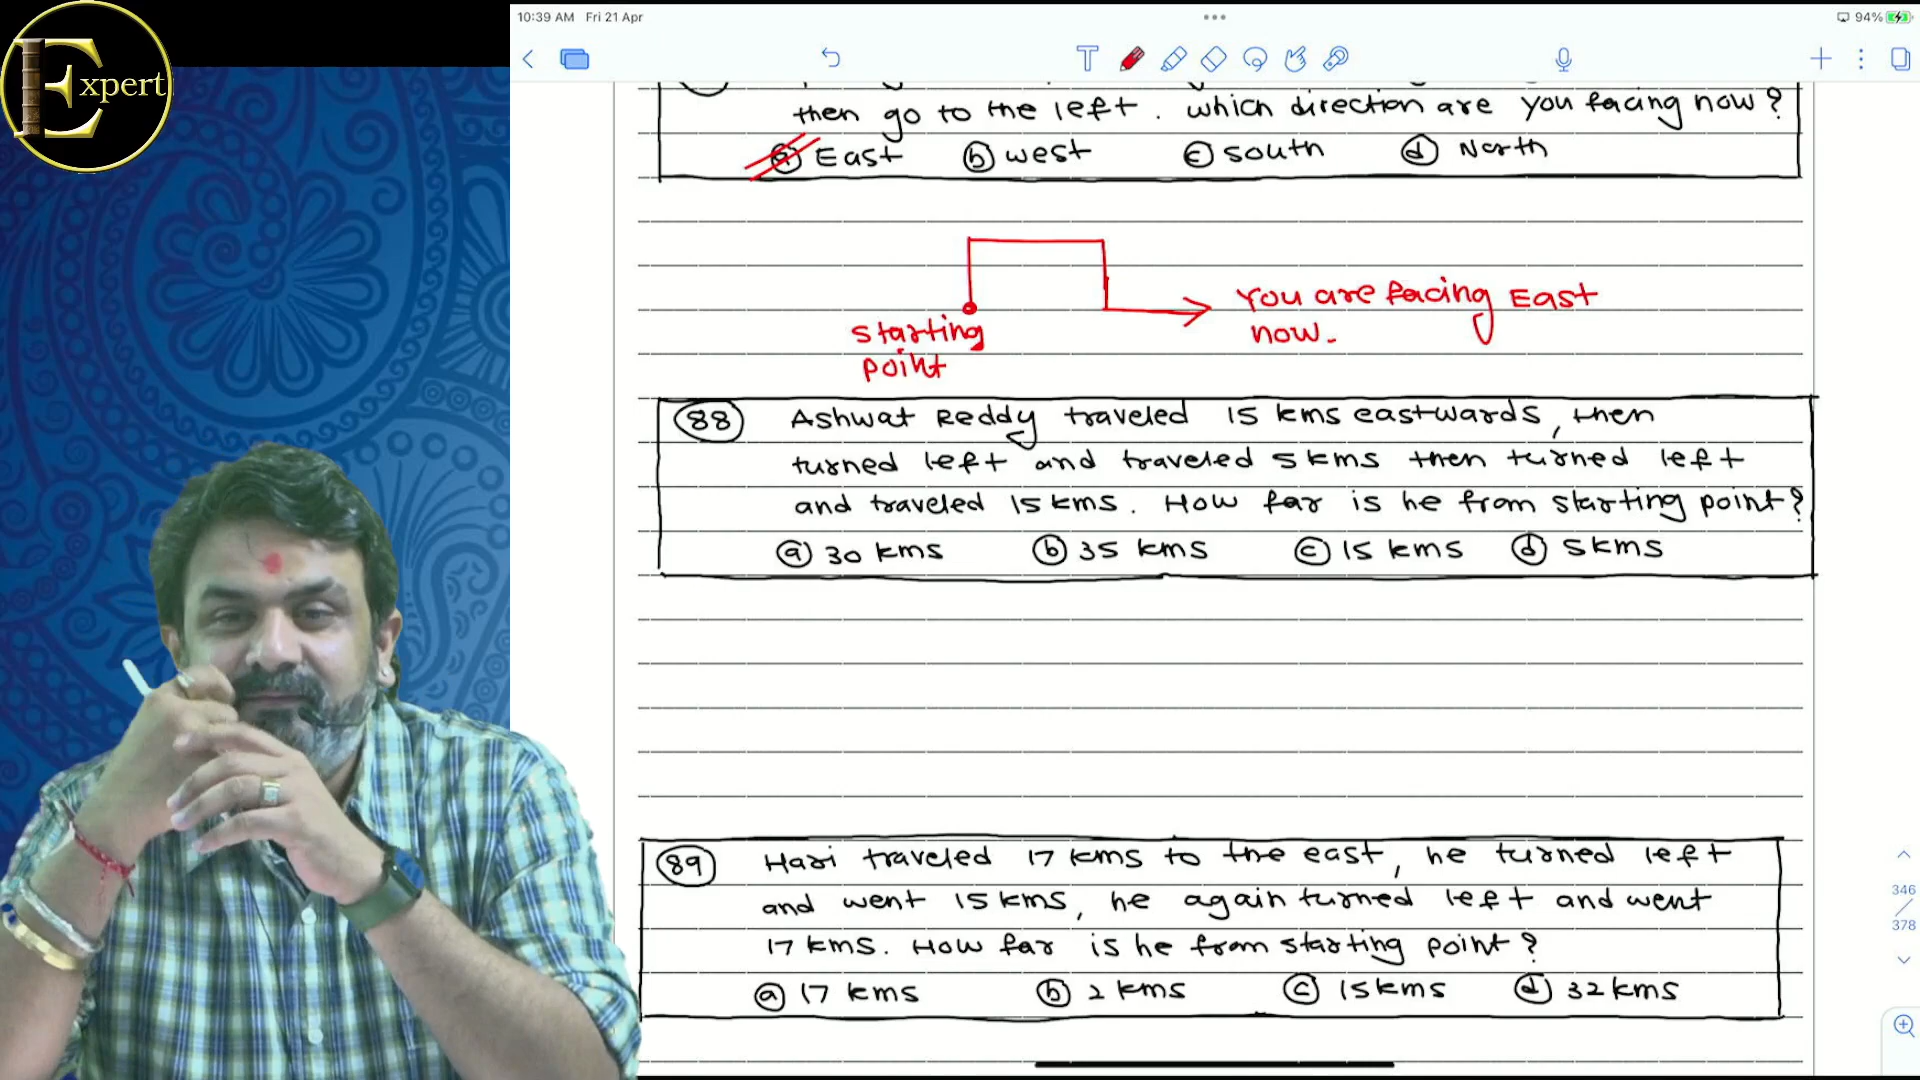 10:39 AM Fri 21 Apr
94%
Expert
T
then go to the left. which direction are you facing now?
(a) East (b) west (c) south (d) North
You are facing East
now.
starting
point
88 Ashwat Reddy traveled 15 kms eastwards, then
turned left and traveled 5 kms then turned left
and traveled 15 kms. How far is he from starting point?
(a) 30 kms (b) 35 kms (c) 15 kms (d) 5 kms
89 Hari traveled 17 kms to the east, he turned left
and went 15 kms, he again turned left and went
17 kms. How far is he from starting point?
(a) 17 kms (b) 2 kms (c) 15 kms (d) 32 kms
346
378